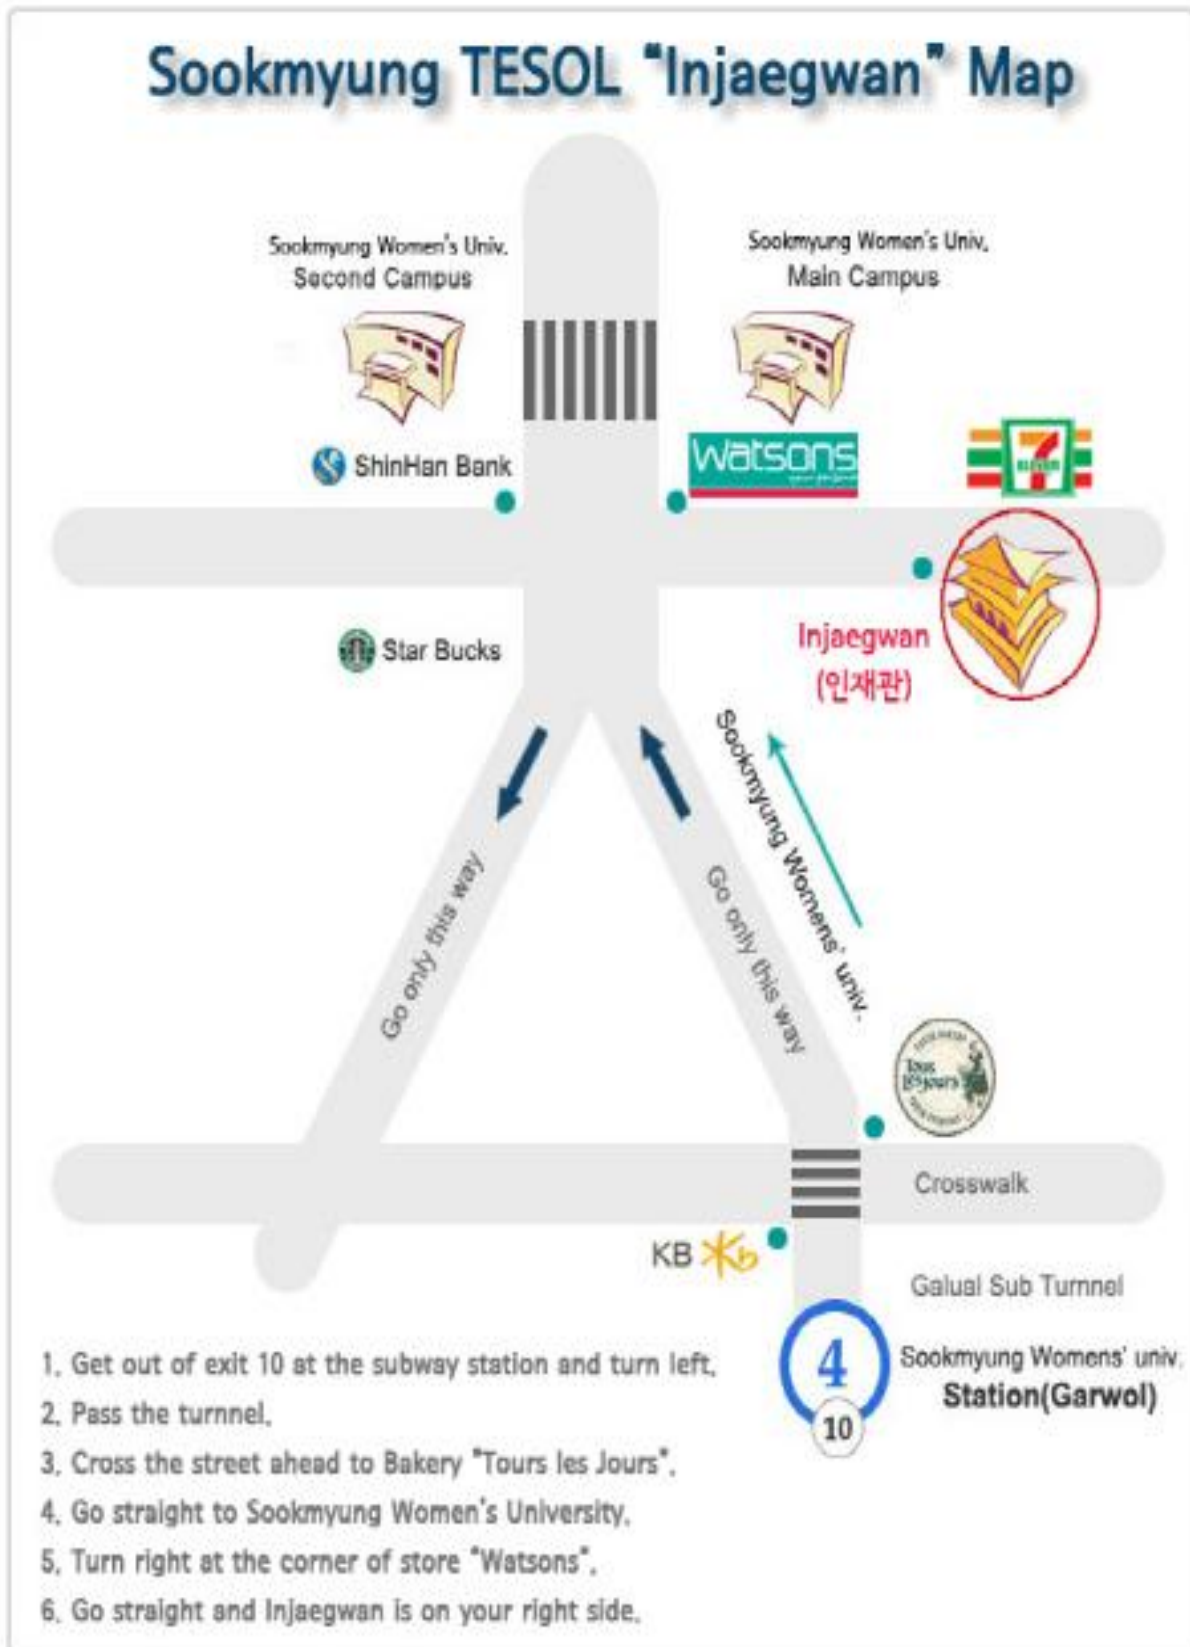 Sookmyung TESOL "Injaegwan" Map
Sookmyung Women's Univ.
Second Campus
Sookmyung Women's Univ.
Main Campus
ShinHan Bank
Watsons
7
ELEVEN
Star Bucks
Injaegwan
(인재관)
Sookmyung Womens' univ.
Go only this way
Go only this way
Tous
Les Jours
Crosswalk
KB
Galual Sub Turnnel
4
10
Sookmyung Womens' univ.
Station(Garwol)
1. Get out of exit 10 at the subway station and turn left.
2. Pass the turnnel.
3. Cross the street ahead to Bakery "Tours les Jours".
4. Go straight to Sookmyung Women's University.
5. Turn right at the corner of store "Watsons".
6. Go straight and Injaegwan is on your right side.